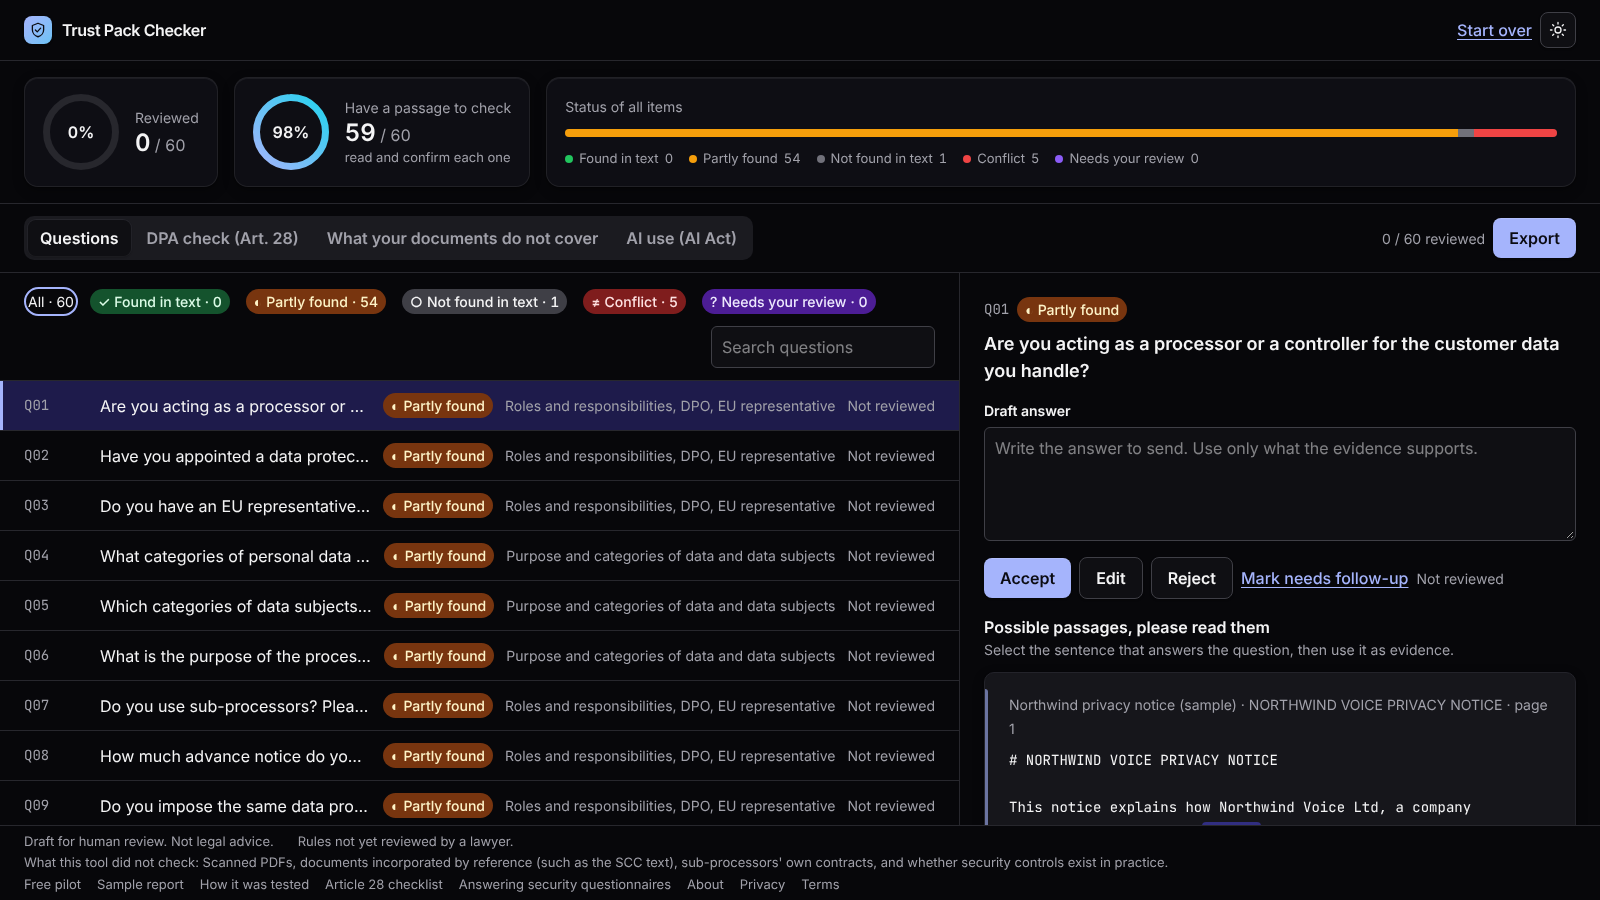 Trust Pack Checker
Start over
0%
Reviewed
0 / 60
98%
Have a passage to check
59 / 60
read and confirm each one
Status of all items
Found in text 0
Partly found 54
Not found in text 1
Conflict 5
Needs your review 0
Questions
DPA check (Art. 28)
What your documents do not cover
AI use (AI Act)
0 / 60 reviewed
Export
All · 60
✓ Found in text · 0
Partly found · 54
Not found in text · 1
≠ Conflict · 5
? Needs your review · 0
Search questions
Q01 Are you acting as a processor or … Partly found Roles and responsibilities, DPO, EU representative Not reviewed
Q02 Have you appointed a data protec… Partly found Roles and responsibilities, DPO, EU representative Not reviewed
Q03 Do you have an EU representative… Partly found Roles and responsibilities, DPO, EU representative Not reviewed
Q04 What categories of personal data … Partly found Purpose and categories of data and data subjects Not reviewed
Q05 Which categories of data subjects… Partly found Purpose and categories of data and data subjects Not reviewed
Q06 What is the purpose of the proces… Partly found Purpose and categories of data and data subjects Not reviewed
Q07 Do you use sub-processors? Plea… Partly found Roles and responsibilities, DPO, EU representative Not reviewed
Q08 How much advance notice do yo… Partly found Roles and responsibilities, DPO, EU representative Not reviewed
Q09 Do you impose the same data pro… Partly found Roles and responsibilities, DPO, EU representative Not reviewed
Q01 Partly found
Are you acting as a processor or a controller for the customer data
you handle?
Draft answer
Write the answer to send. Use only what the evidence supports.
Accept
Edit
Reject
Mark needs follow-up
Not reviewed
Possible passages, please read them
Select the sentence that answers the question, then use it as evidence.
Northwind privacy notice (sample) · NORTHWIND VOICE PRIVACY NOTICE · page
1
# NORTHWIND VOICE PRIVACY NOTICE
This notice explains how Northwind Voice Ltd, a company
Draft for human review. Not legal advice. Rules not yet reviewed by a lawyer.
What this tool did not check: Scanned PDFs, documents incorporated by reference (such as the SCC text), sub-processors' own contracts, and whether security controls exist in practice.
Free pilot Sample report How it was tested Article 28 checklist Answering security questionnaires About Privacy Terms